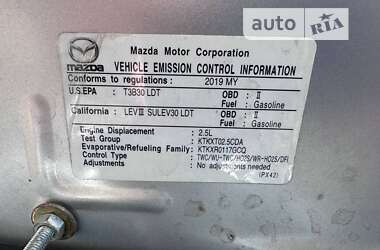 auto RIA
mazda
Mazda Motor Corporation
VEHICLE EMISSION CONTROL INFORMATION
Conforms to regulations : 2019 MY
U.S.EPA : T3B30 LDT OBD : II
Fuel : Gasoline
California : LEVⅢ SULEV30 LDT OBD : II
Fuel : Gasoline
Engine Displacement : 2.5L
Test Group : KTKXT02.5CDA
Evaporative/Refueling Family : KTKXR0117GCQ
Control Type : TWC/WU-TWC/HO2S/WR-HO2S/DFI
Adjustments : No adjustments needed
(PX42)